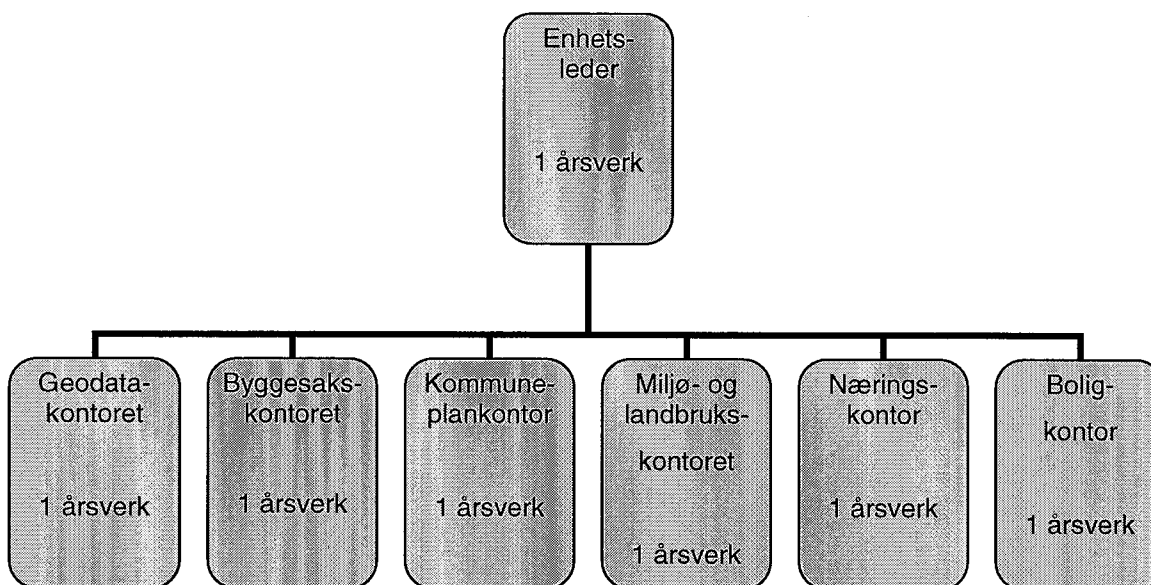 Enhets-
leder
1 årsverk
Geodata-
kontoret
1 årsverk
Byggesaks-
kontoret
1 årsverk
Kommune-
plankontor
1 årsverk
Miljø- og
landbruks-
kontoret
1 årsverk
Nærings-
kontor
1 årsverk
Bolig-
kontor
1 årsverk